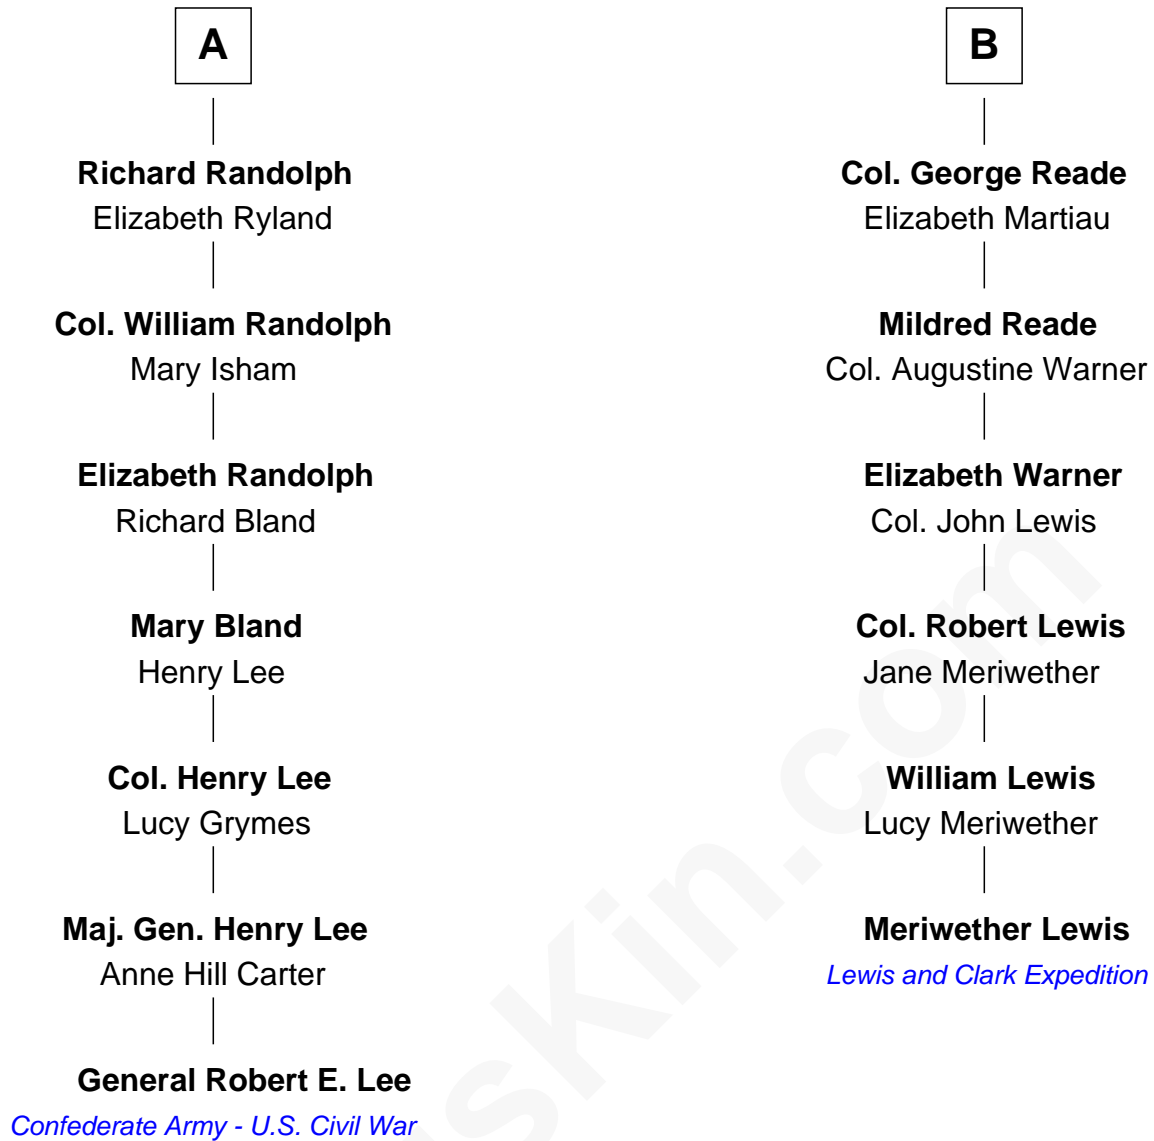 A
Richard Randolph
Elizabeth Ryland
Col. William Randolph
Mary Isham
Elizabeth Randolph
Richard Bland
Mary Bland
Henry Lee
Col. Henry Lee
Lucy Grymes
Maj. Gen. Henry Lee
Anne Hill Carter
General Robert E. Lee
Confederate Army - U.S. Civil War
B
Col. George Reade
Elizabeth Martiau
Mildred Reade
Col. Augustine Warner
Elizabeth Warner
Col. John Lewis
Col. Robert Lewis
Jane Meriwether
William Lewis
Lucy Meriwether
Meriwether Lewis
Lewis and Clark Expedition
sKin.com